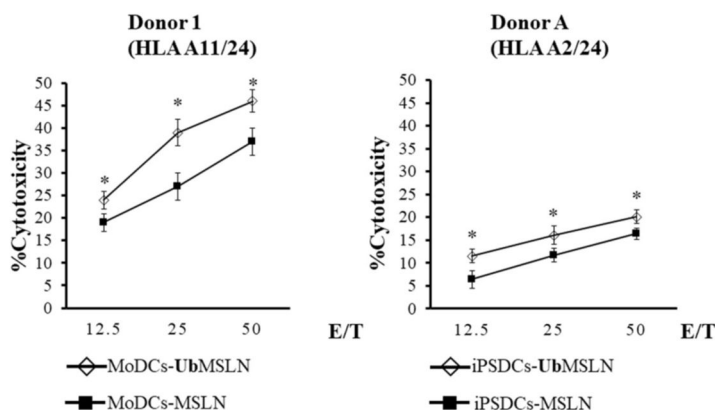 Donor 1
(HLA A11/24)
%Cytotoxicity
50
45
40
35
30
25
20
15
10
5
0
*
*
*
12.5 25 50 E/T
MoDCs-UbMSLN
MoDCs-MSLN
Donor A
(HLA A2/24)
%Cytotoxicity
50
45
40
35
30
25
20
15
10
5
0
*
*
*
12.5 25 50 E/T
iPSDCs-UbMSLN
iPSDCs-MSLN